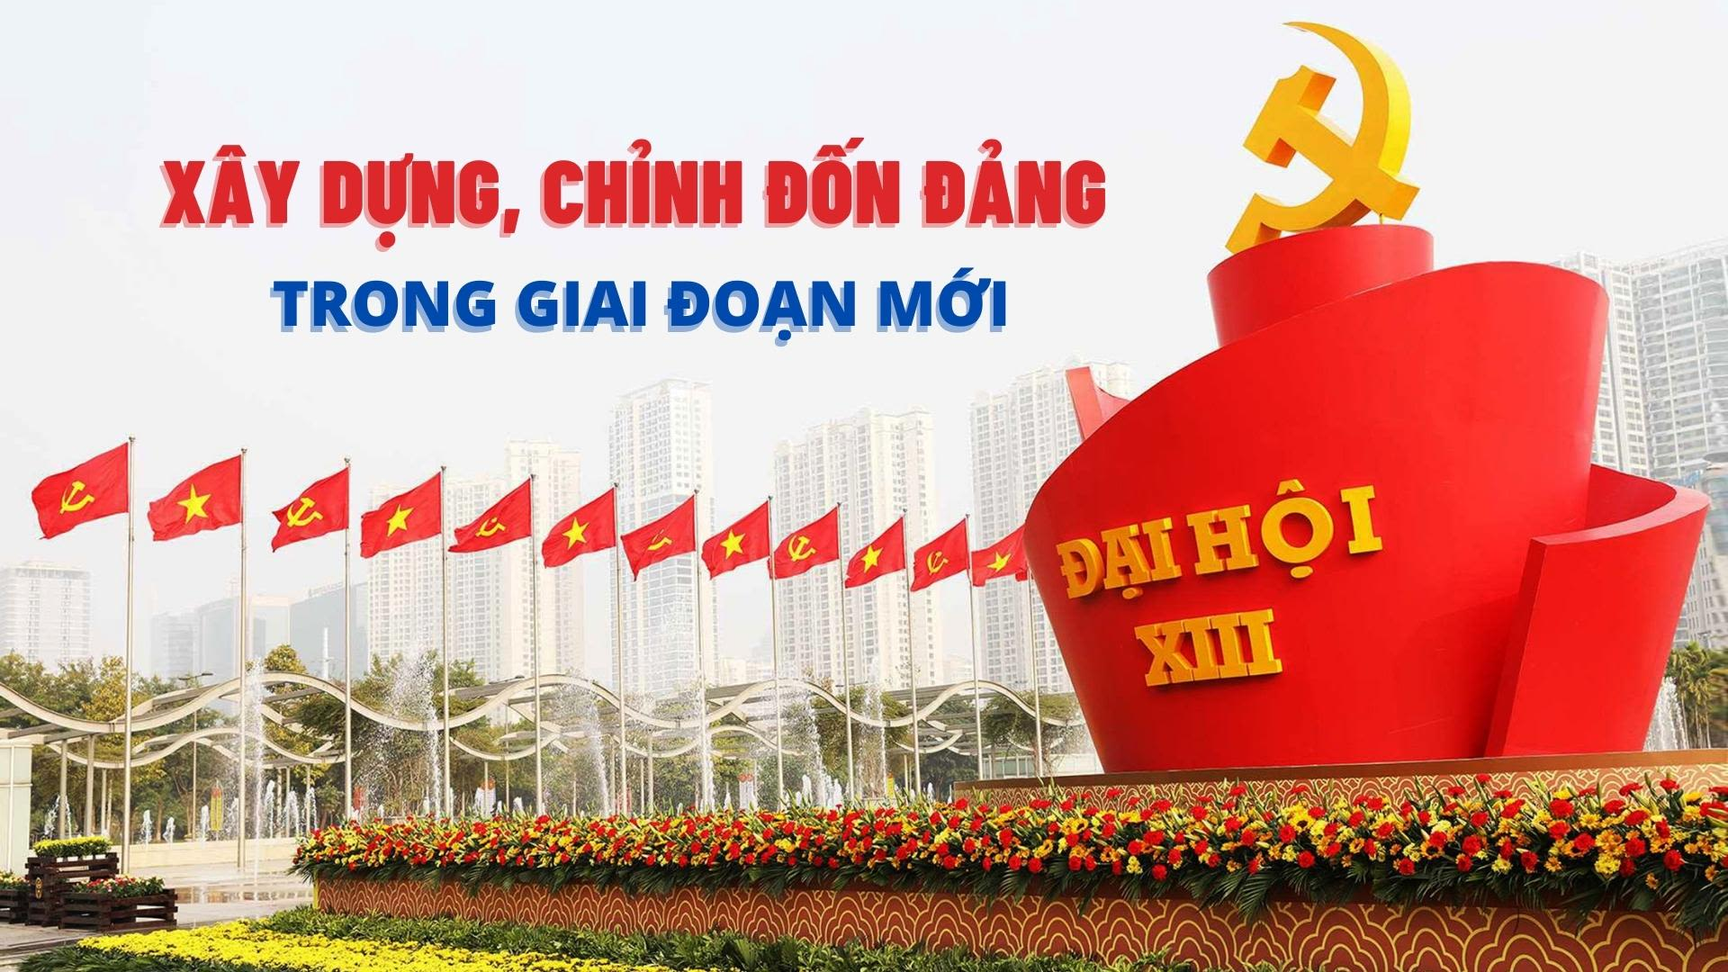 XÂY DỰNG, CHỈNH ĐỐN ĐẢNG
TRONG GIAI ĐOẠN MỚI
ĐẠI HỘI
XIII